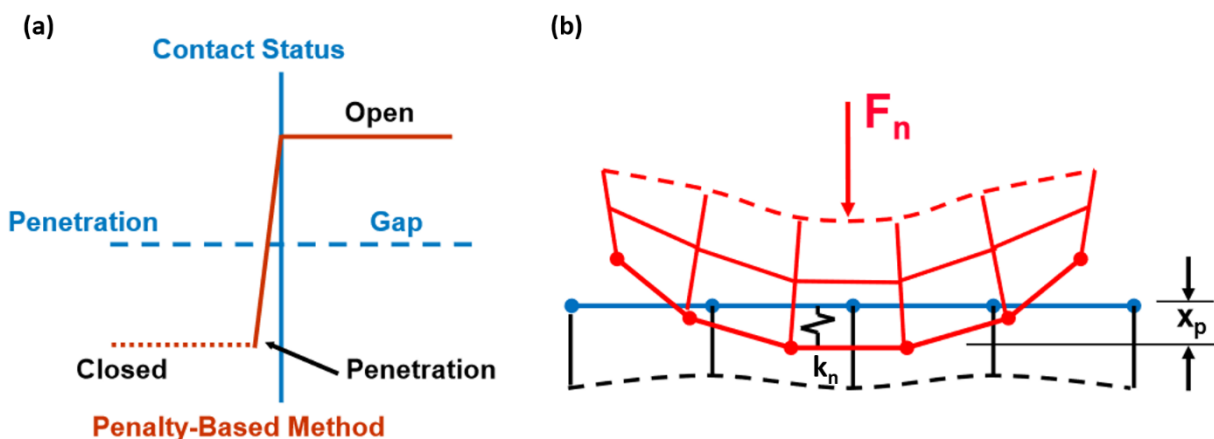 (a)
Contact Status
Open
Penetration
Gap
Closed
Penetration
Penalty-Based Method
(b)
Fn
xp
kn